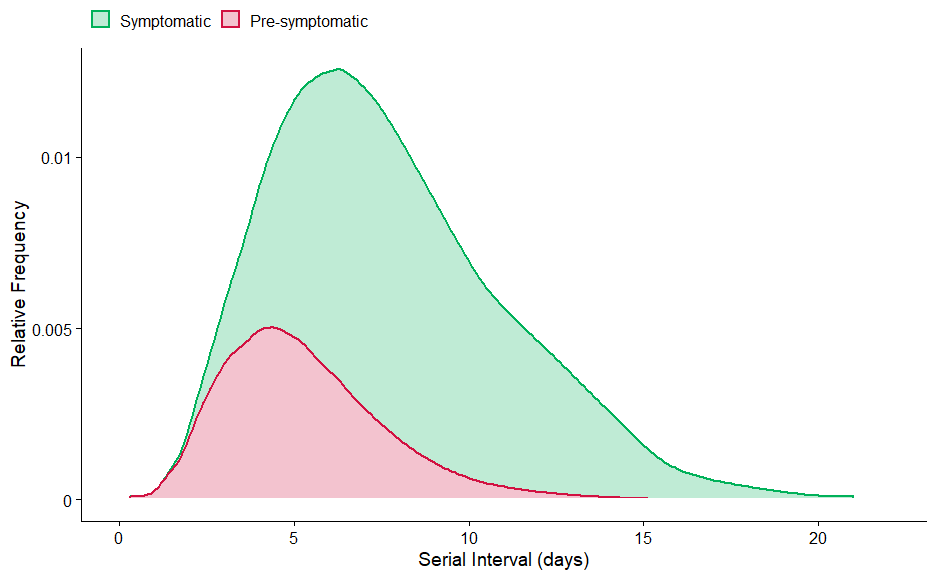 Symptomatic Pre-symptomatic
Relative Frequency
0.01
0.005
0
0 5 10 15 20
Serial Interval (days)